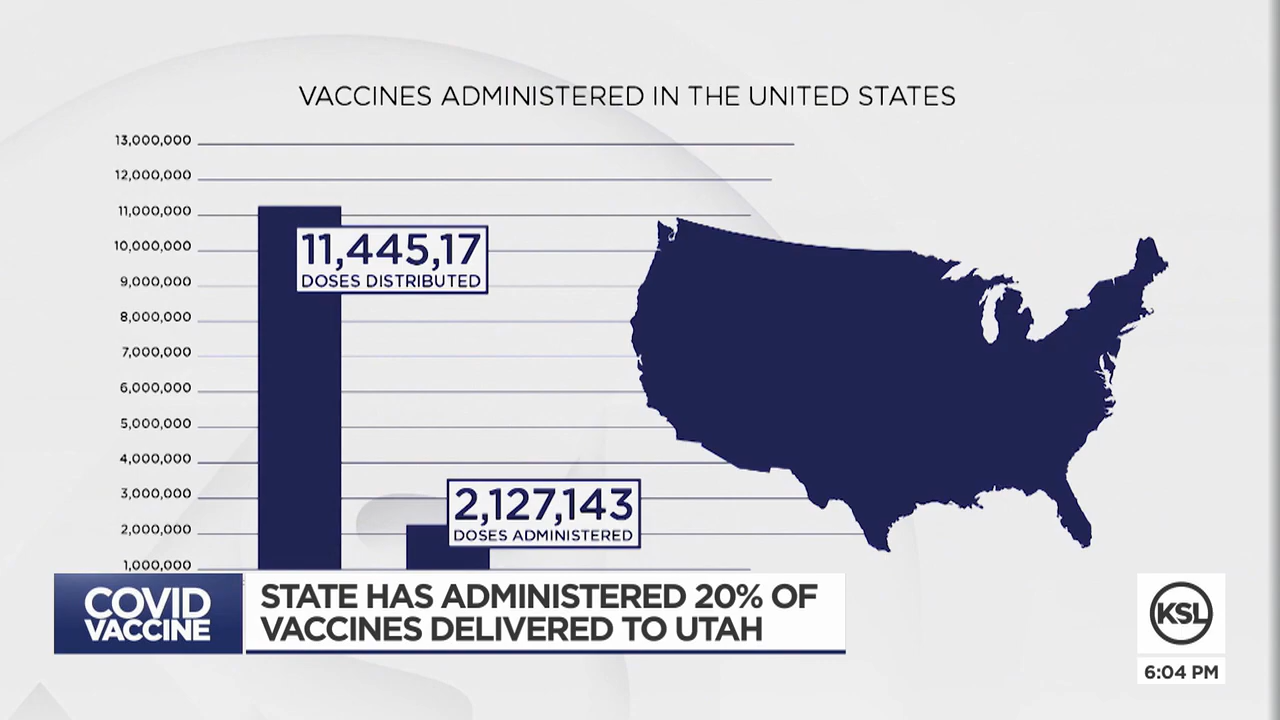 VACCINES ADMINISTERED IN THE UNITED STATES
13,000,000
12,000,000
11,000,000
10,000,000
9,000,000
8,000,000
7,000,000
6,000,000
5,000,000
4,000,000
3,000,000
2,000,000
1,000,000
11,445,17
DOSES DISTRIBUTED
2,127,143
DOSES ADMINISTERED
COVID
VACCINE
STATE HAS ADMINISTERED 20% OF
VACCINES DELIVERED TO UTAH
KSL
6:04 PM